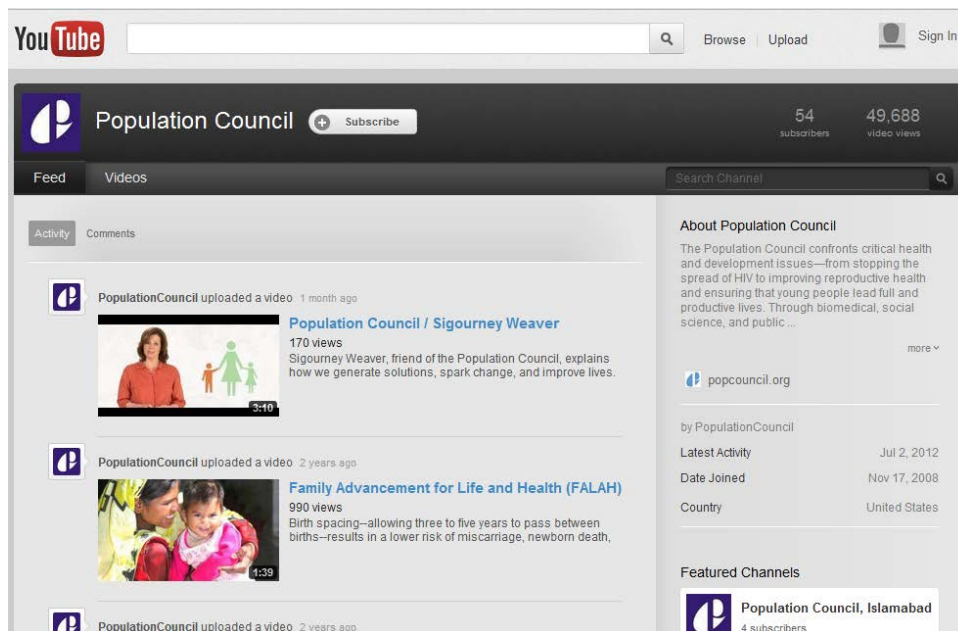 YouTube
Browse | Upload
Sign In
Population Council
Subscribe
54
subscribers
49,688
video views
Feed
Videos
Search Channel
Activity
Comments
PopulationCouncil uploaded a video 1 month ago
Population Council / Sigourney Weaver
170 views
Sigourney Weaver, friend of the Population Council, explains
how we generate solutions, spark change, and improve lives.
3:10
PopulationCouncil uploaded a video 2 years ago
Family Advancement for Life and Health (FALAH)
990 views
Birth spacing--allowing three to five years to pass between
births--results in a lower risk of miscarriage, newborn death,
1:39
PopulationCouncil uploaded a video 2 years ago
About Population Council
The Population Council confronts critical health
and development issues—from stopping the
spread of HIV to improving reproductive health
and ensuring that young people lead full and
productive lives. Through biomedical, social
science, and public ...
more
popcouncil.org
by PopulationCouncil
Latest Activity Jul 2, 2012
Date Joined Nov 17, 2008
Country United States
Featured Channels
Population Council, Islamabad
4 subscribers